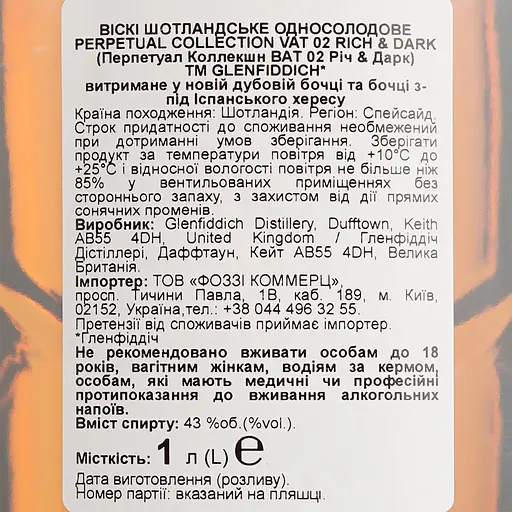 ВІСКІ ШОТЛАНДСЬКЕ ОДНОСОЛОДОВЕ
PERPETUAL COLLECTION VAT 02 RICH & DARK
(Перпетуал Коллекшн ВАТ 02 Річ & Дарк)
ТМ GLENFIDDICH*
витримане у новій дубовій бочці та бочці з-
під Іспанського хересу
Країна походження: Шотландія. Регіон: Спейсайд.
Строк придатності до споживання необмежений
при дотриманні умов зберігання. Зберігати
продукт за температури повітря від +10°С до
+25°С і відносної вологості повітря не більше ніж
85% у вентильованих приміщеннях без
стороннього запаху, з захистом від дії прямих
сонячних променів.
Виробник: Glenfiddich Distillery, Dufftown, Keith
AB55 4DH, United Kingdom / Гленфіддіч
Дістіллері, Даффтаун, Кейт AB55 4DH, Велика
Британія.
Імпортер: ТОВ «ФОЗЗІ КОММЕРЦ»,
просп. Тичини Павла, 1В, каб. 189, м. Київ,
02152, Україна,тел.: +38 044 496 32 55.
Претензії від споживачів приймає імпортер.
*Гленфіддіч
Не рекомендовано вживати особам до 18
років, вагітним жінкам, водіям за кермом,
особам, які мають медичні чи професійні
протипоказання до вживання алкогольних
напоїв.
Вміст спирту: 43 %об.(%vol.).
Місткість: 1 л (L) ℮
Дата виготовлення (розливу).
Номер партії: вказаний на пляшці.